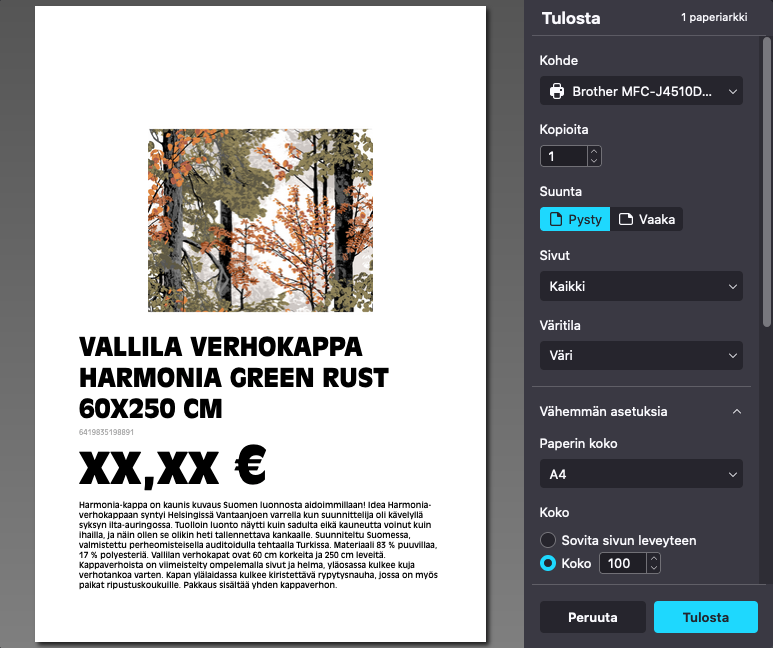 VALLILA VERHOKAPPA
HARMONIA GREEN RUST
60X250 CM
6419835198891
XX,XX €
Harmonia-kappa on kaunis kuvaus Suomen luonnosta aidoimmillaan! Idea Harmonia-
verhokappaan syntyi Helsingissä Vantaanjoen varrella kun suunnittelija oli kävelyllä
syksyn ilta-auringossa. Tuolloin luonto näytti kuin sadulta eikä kauneutta voinut kuin
ihailla, ja näin ollen se olikin heti tallennettava kankaalle. Suunniteltu Suomessa,
valmistettu perheomisteisella auditoidulla tehtaalla Turkissa. Materiaali 83 % puuvillaa,
17 % polyesteriä. Vallilan verhokapat ovat 60 cm korkeita ja 250 cm leveitä.
Kappaverhoista on viimeistelty ompelemalla sivut ja helma, yläosassa kulkee kuja
verhotankoa varten. Kapan ylälaidassa kulkee kiristettävä rypytysnauha, jossa on myös
paikat ripustuskoukuille. Pakkaus sisältää yhden kappaverhon.
Tulosta
1 paperiarkki
Kohde
Brother MFC-J4510D...
Kopioita
1
Suunta
Pysty
Vaaka
Sivut
Kaikki
Väritila
Väri
Vähemmän asetuksia
Paperin koko
A4
Koko
Sovita sivun leveyteen
Koko 100
Peruuta
Tulosta